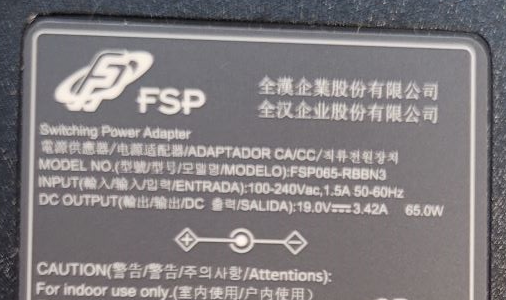 FSP
全漢企業股份有限公司
全汉企业股份有限公司
Switching Power Adapter
電源供應器/电源适配器/ADAPTADOR CA/CC/직류전원장치
MODEL NO.(型號/型号/모델명/MODELO):FSP065-RBBN3
INPUT(輸入/输入/입력/ENTRADA):100-240Vac,1.5A 50-60Hz
DC OUTPUT(輸出/输出/DC 출력/SALIDA):19.0V⎓3.42A 65.0W
CAUTION(警告/警告/주의사항/Attentions):
For indoor use only.(室內使用/户内使用)